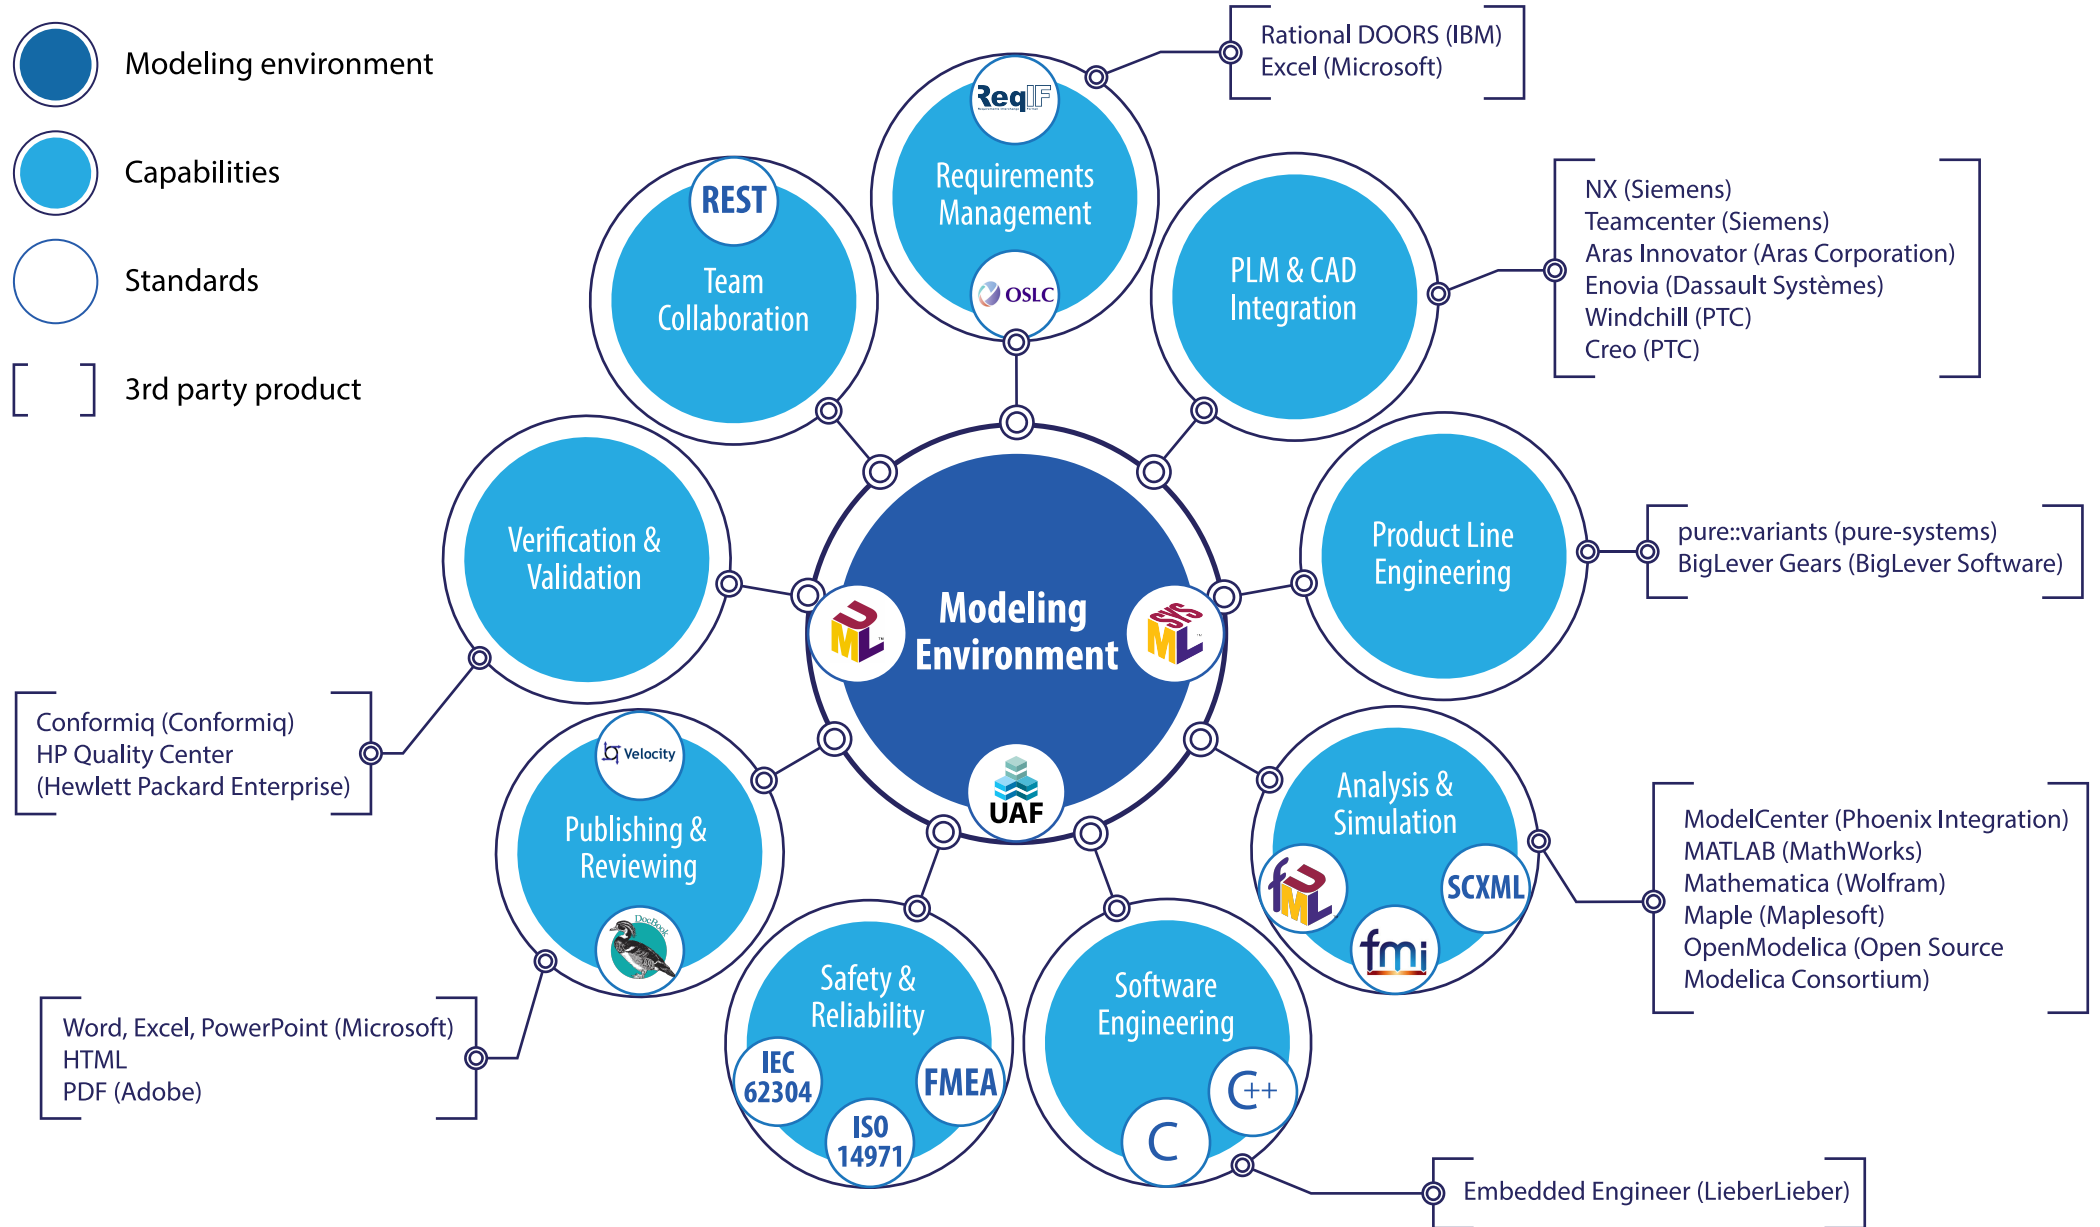 Modeling environment
Capabilities
Standards
3rd party product
Rational DOORS (IBM)
Excel (Microsoft)
ReqIF
Requirements
Management
OSLC
REST
Team
Collaboration
PLM & CAD
Integration
NX (Siemens)
Teamcenter (Siemens)
Aras Innovator (Aras Corporation)
Enovia (Dassault Systèmes)
Windchill (PTC)
Creo (PTC)
Verification &
Validation
Product Line
Engineering
pure::variants (pure-systems)
BigLever Gears (BigLever Software)
UML
Modeling
Environment
SYSML
UAF
Conformiq (Conformiq)
HP Quality Center
(Hewlett Packard Enterprise)
Velocity
Publishing &
Reviewing
DocBook
Analysis &
Simulation
fUML
SCXML
fmi
ModelCenter (Phoenix Integration)
MATLAB (MathWorks)
Mathematica (Wolfram)
Maple (Maplesoft)
OpenModelica (Open Source
Modelica Consortium)
Word, Excel, PowerPoint (Microsoft)
HTML
PDF (Adobe)
Safety &
Reliability
IEC
62304
FMEA
ISO
14971
Software
Engineering
C++
C
Embedded Engineer (LieberLieber)